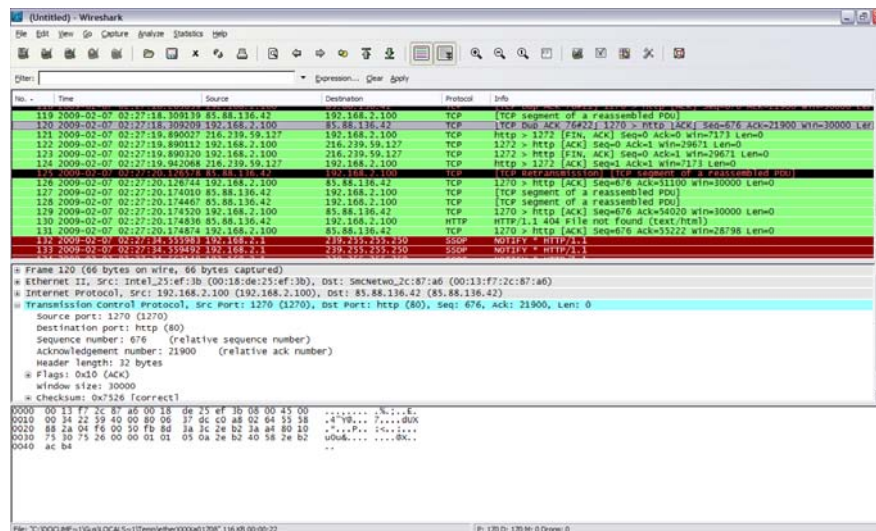 (Untitled) - Wireshark
File Edit View Go Capture Analyze Statistics Help
Filter: Expression... Clear Apply
No. - Time Source Destination Protocol Info
119 2009-02-07 02:27:18.309139 85.88.136.42 192.168.2.100 TCP [TCP segment of a reassembled PDU]
120 2009-02-07 02:27:18.309209 192.168.2.100 85.88.136.42 TCP [TCP Dup ACK 76#22] 1270 > http [ACK] Seq=676 Ack=21900 Win=30000 Len
121 2009-02-07 02:27:19.890027 216.239.59.127 192.168.2.100 TCP http > 1272 [FIN, ACK] Seq=0 Ack=0 Win=7173 Len=0
122 2009-02-07 02:27:19.890112 192.168.2.100 216.239.59.127 TCP 1272 > http [ACK] Seq=0 Ack=1 Win=29671 Len=0
123 2009-02-07 02:27:19.890320 192.168.2.100 216.239.59.127 TCP 1272 > http [FIN, ACK] Seq=0 Ack=1 Win=29671 Len=0
124 2009-02-07 02:27:19.942068 216.239.59.127 192.168.2.100 TCP http > 1272 [ACK] Seq=1 Ack=1 Win=7173 Len=0
125 2009-02-07 02:27:20.126578 85.88.136.42 192.168.2.100 TCP [TCP Retransmission] [TCP segment of a reassembled PDU]
126 2009-02-07 02:27:20.126744 192.168.2.100 85.88.136.42 TCP 1270 > http [ACK] Seq=676 Ack=51100 Win=30000 Len=0
127 2009-02-07 02:27:20.174010 85.88.136.42 192.168.2.100 TCP [TCP segment of a reassembled PDU]
128 2009-02-07 02:27:20.174467 85.88.136.42 192.168.2.100 TCP [TCP segment of a reassembled PDU]
129 2009-02-07 02:27:20.174520 192.168.2.100 85.88.136.42 TCP 1270 > http [ACK] Seq=676 Ack=54020 Win=30000 Len=0
130 2009-02-07 02:27:20.174836 85.88.136.42 192.168.2.100 HTTP HTTP/1.1 404 File not found (text/html)
131 2009-02-07 02:27:20.174874 192.168.2.100 85.88.136.42 TCP 1270 > http [ACK] Seq=676 Ack=55222 Win=28798 Len=0
132 2009-02-07 02:27:34.555983 192.168.2.1 239.255.255.250 SSDP NOTIFY * HTTP/1.1
133 2009-02-07 02:27:34.559492 192.168.2.1 239.255.255.250 SSDP NOTIFY * HTTP/1.1
Frame 120 (66 bytes on wire, 66 bytes captured)
Ethernet II, Src: Intel_25:ef:3b (00:18:de:25:ef:3b), Dst: SmcNetwo_2c:87:a6 (00:13:f7:2c:87:a6)
Internet Protocol, Src: 192.168.2.100 (192.168.2.100), Dst: 85.88.136.42 (85.88.136.42)
Transmission Control Protocol, Src Port: 1270 (1270), Dst Port: http (80), Seq: 676, Ack: 21900, Len: 0
Source port: 1270 (1270)
Destination port: http (80)
Sequence number: 676 (relative sequence number)
Acknowledgement number: 21900 (relative ack number)
Header length: 32 bytes
Flags: 0x10 (ACK)
Window size: 30000
Checksum: 0x7526 [correct]
0000 00 13 f7 2c 87 a6 00 18 de 25 ef 3b 08 00 45 00 ...,.... .%.;..E.
0010 00 34 22 59 40 00 80 06 37 dc c0 a8 02 64 55 58 .4"Y@... 7....dUX
0020 88 2a 04 f6 00 50 fb 8d 3a 3c 2e b2 3a a4 80 10 .*...P.. :<..:...
0030 75 30 75 26 00 00 01 01 05 0a 2e b2 40 58 2e b2 u0u&.... ....@X..
0040 ac b4 ..
P: 170 D: 170 M: 0 Drops: 0